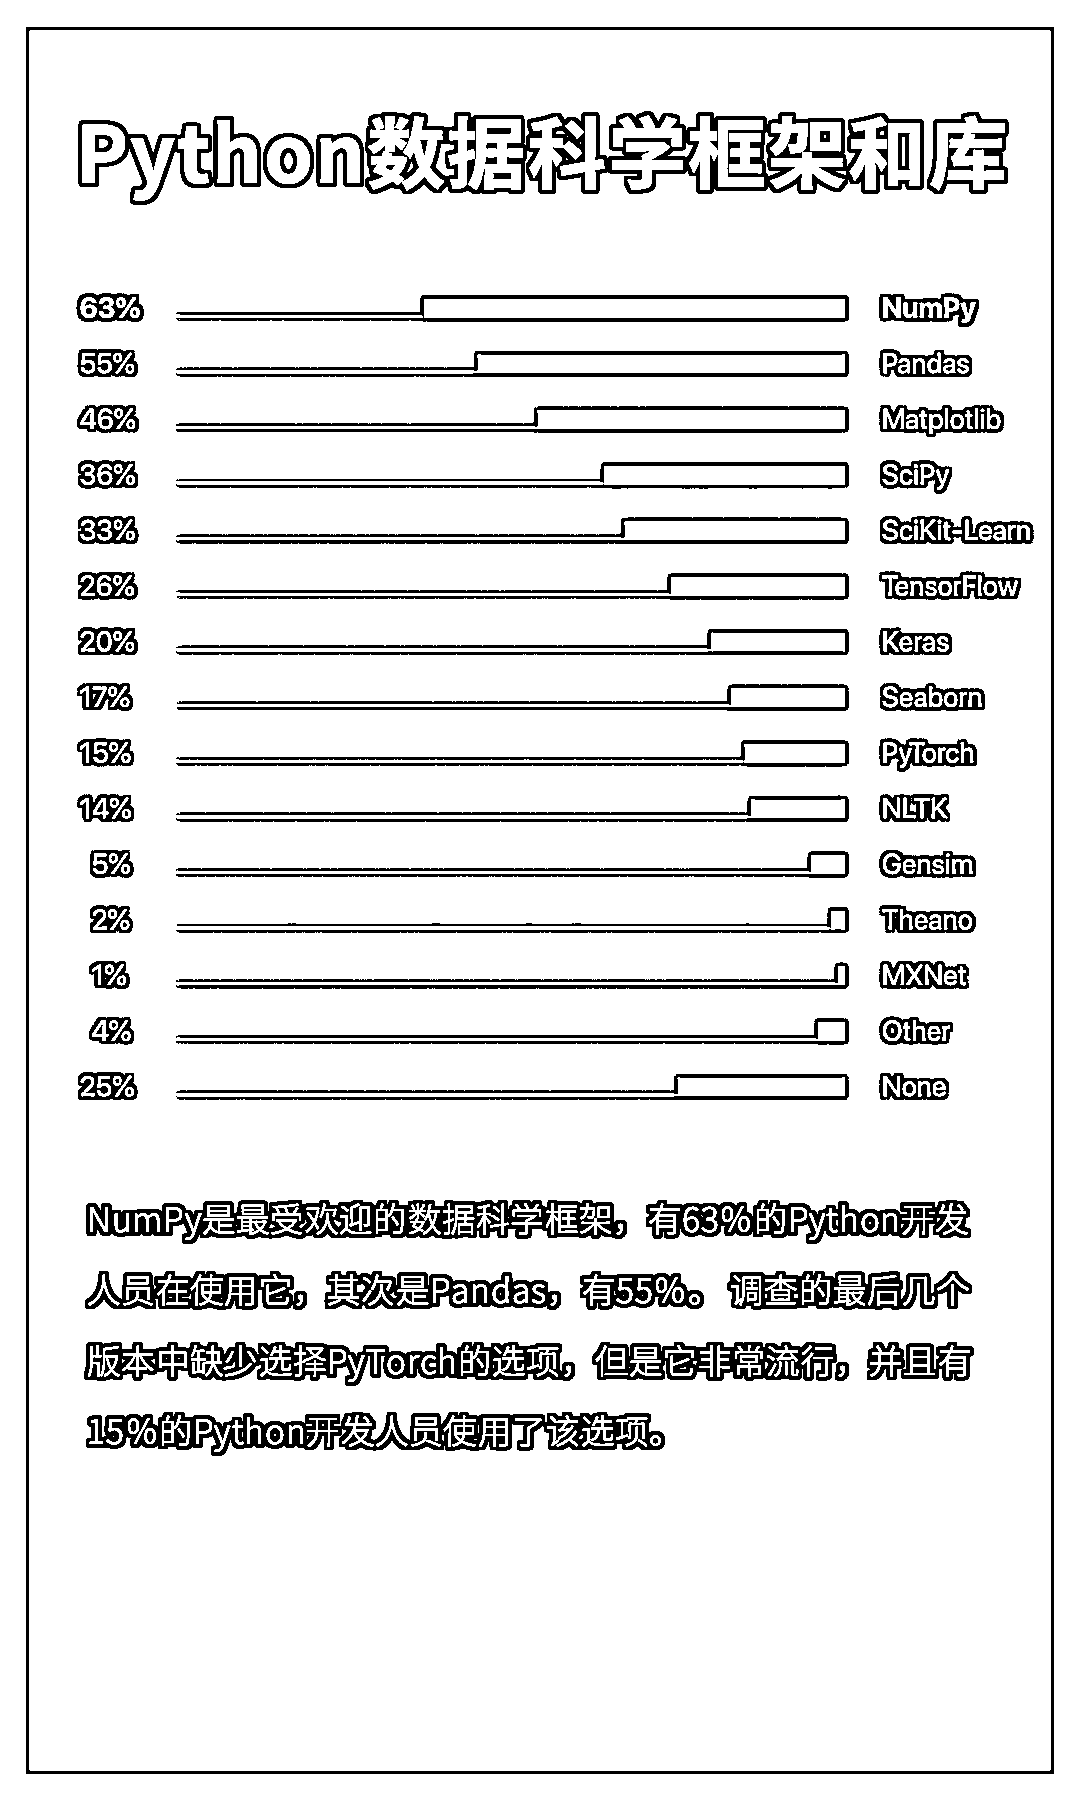 Python数据科学框架和库
63% NumPy
55% Pandas
46% Matplotlib
36% SciPy
33% SciKit-Learn
26% TensorFlow
20% Keras
17% Seaborn
15% PyTorch
14% NLTK
5% Gensim
2% Theano
1% MXNet
4% Other
25% None
NumPy是最受欢迎的数据科学框架，有63%的Python开发
人员在使用它，其次是Pandas，有55%。 调查的最后几个
版本中缺少选择PyTorch的选项，但是它非常流行，并且有
15%的Python开发人员使用了该选项。